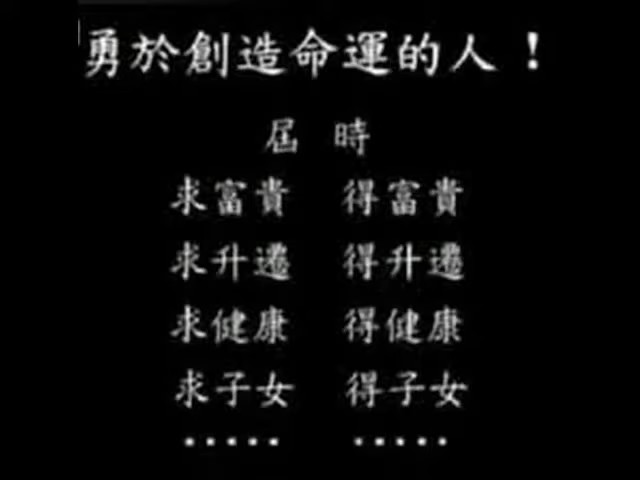 勇於創造命運的人！
屆 時
求富貴 得富貴
求升遷 得升遷
求健康 得健康
求子女 得子女
••••• •••••